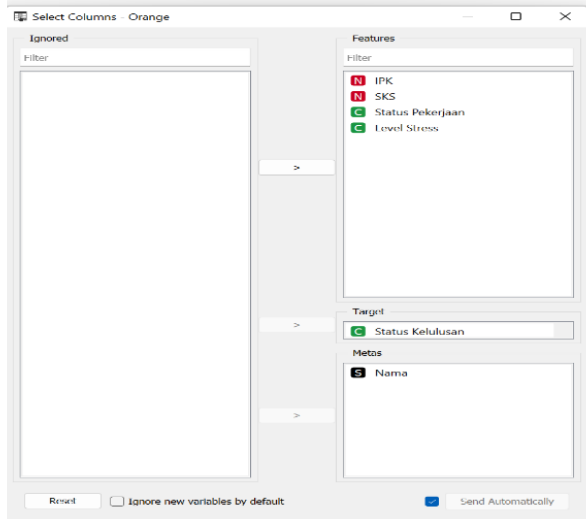 Select Columns - Orange
Ignored
Filter
>
>
>
Features
Filter
N IPK
N SKS
C Status Pekerjaan
C Level Stress
Target
C Status Kelulusan
Metas
S Nama
Reset
Ignore new variables by default
Send Automatically